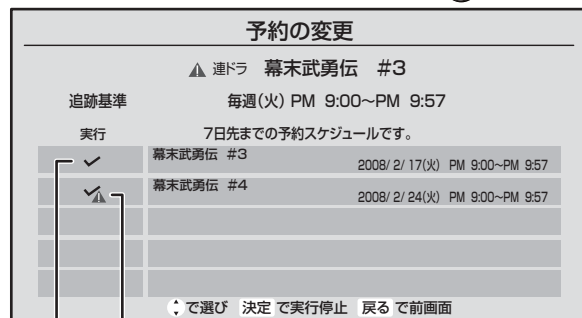 予約の変更
連ドラ 幕末武勇伝 #3
追跡基準 毎週(火) PM 9:00~PM 9:57
実行 7日先までの予約スケジュールです。
幕末武勇伝 #3
2008/ 2/ 17(火) PM 9:00~PM 9:57
幕末武勇伝 #4
2008/ 2/ 24(火) PM 9:00~PM 9:57
で選び 決定 で実行停止 戻る で前画面